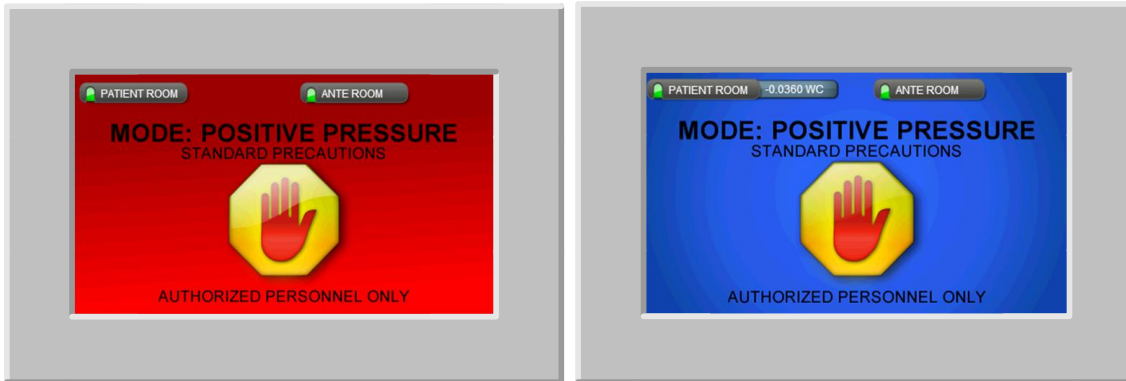 PATIENT ROOM
ANTE ROOM
MODE: POSITIVE PRESSURE
STANDARD PRECAUTIONS
AUTHORIZED PERSONNEL ONLY
PATIENT ROOM -0.0360 WC
ANTE ROOM
MODE: POSITIVE PRESSURE
STANDARD PRECAUTIONS
AUTHORIZED PERSONNEL ONLY